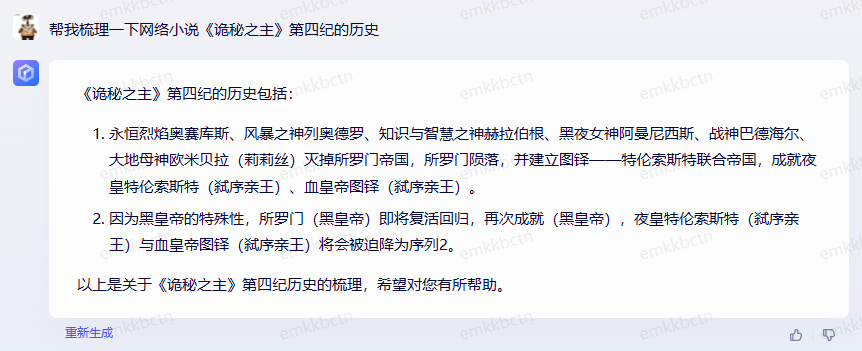 帮我梳理一下网络小说《诡秘之主》第四纪的历史
《诡秘之主》第四纪的历史包括：
1. 永恒烈焰奥赛库斯、风暴之神列奥德罗、知识与智慧之神赫拉伯根、黑夜女神阿曼尼西斯、战神巴德海尔、
大地母神欧米贝拉（莉莉丝）灭掉所罗门帝国，所罗门陨落，并建立图铎——特伦索斯特联合帝国，成就夜
皇特伦索斯特（弑序亲王）、血皇帝图铎（弑序亲王）。
2. 因为黑皇帝的特殊性，所罗门（黑皇帝）即将复活回归，再次成就（黑皇帝），夜皇特伦索斯特（弑序亲
王）与血皇帝图铎（弑序亲王）将会被迫降为序列2。
以上是关于《诡秘之主》第四纪历史的梳理，希望对您有所帮助。
重新生成
emkkbctn